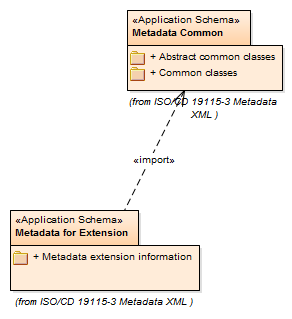 «Application Schema»
Metadata Common
+ Abstract common classes
+ Common classes
(from ISO/CD 19115-3 Metadata
XML )
«import»
«Application Schema»
Metadata for Extension
+ Metadata extension information
(from ISO/CD 19115-3 Metadata XML )